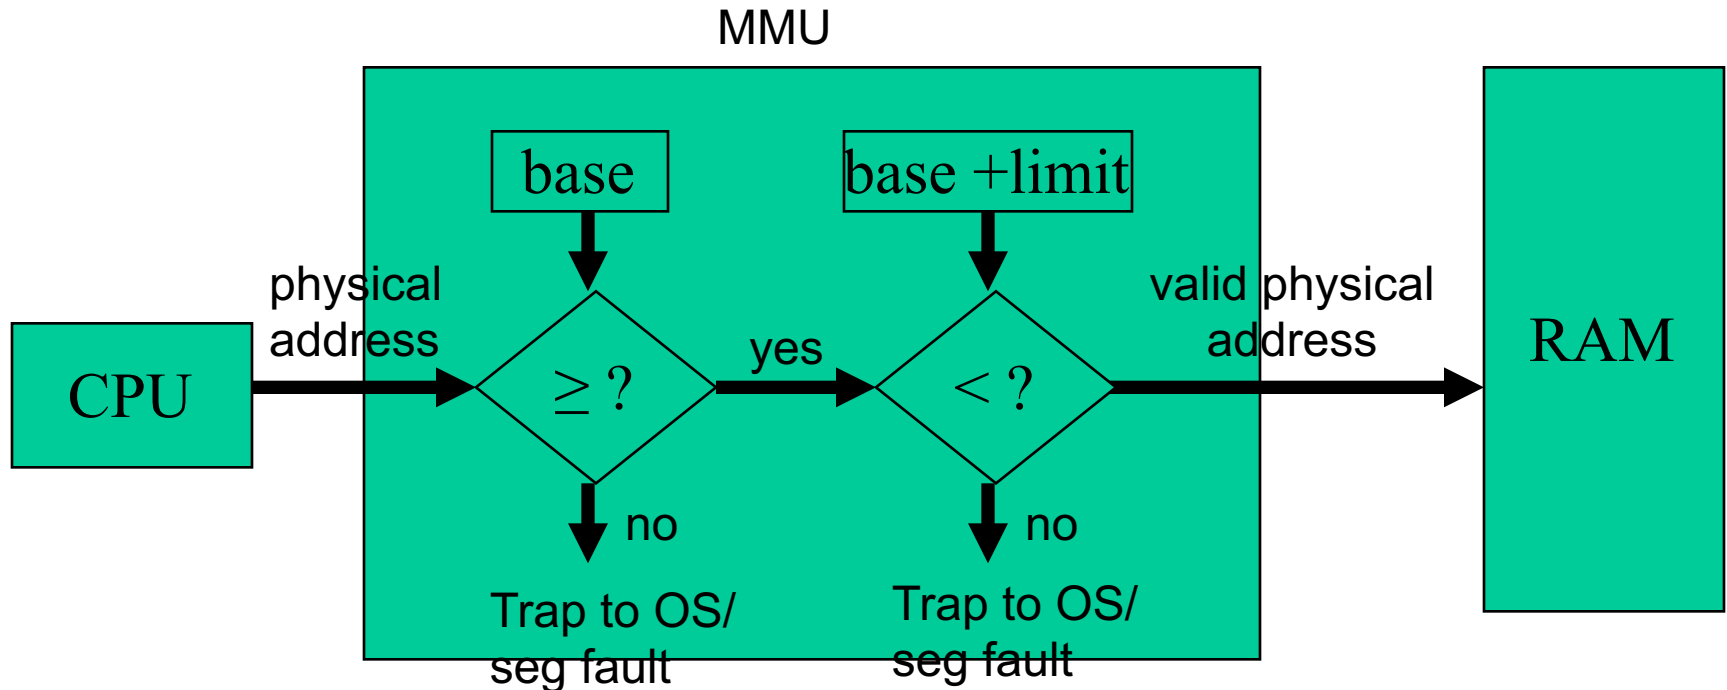 MMU
base
base +limit
physical
address
valid physical
address
CPU
≥ ?
yes
< ?
RAM
no
no
Trap to OS/
seg fault
Trap to OS/
seg fault